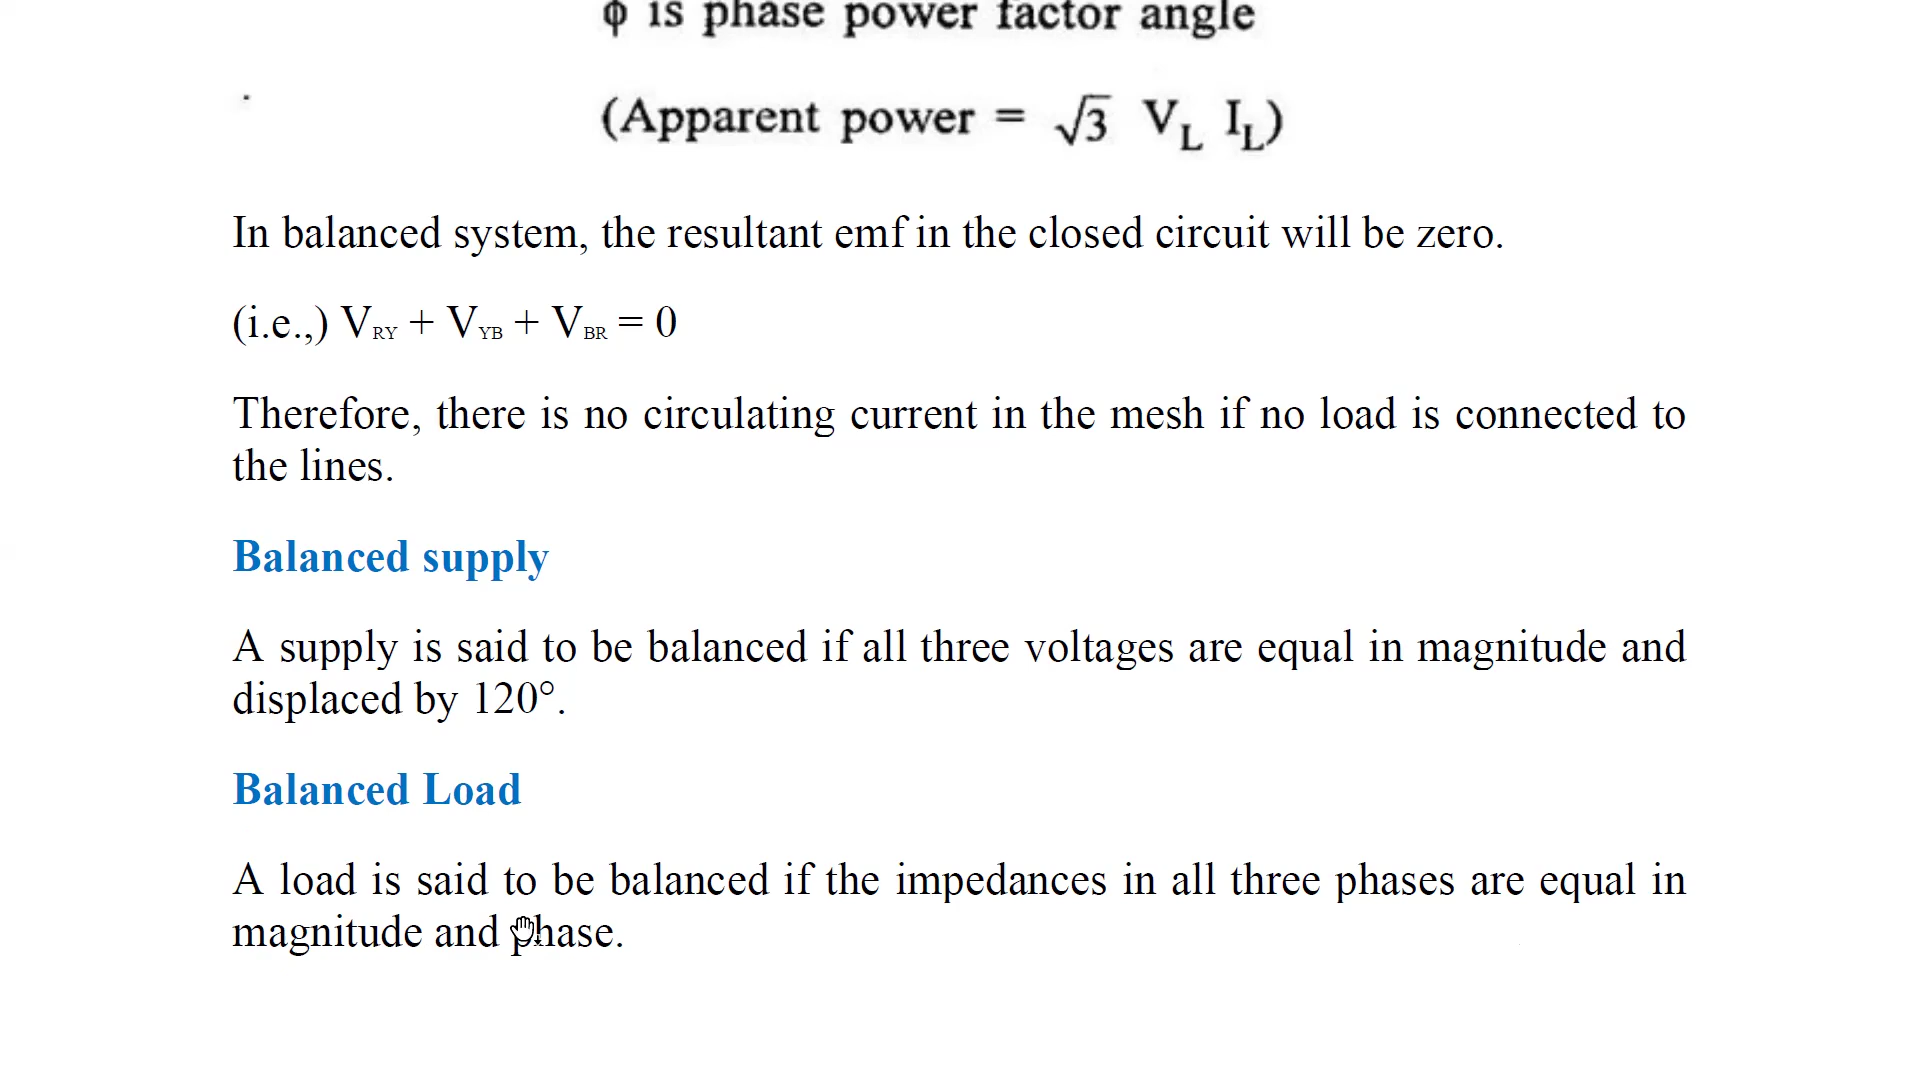 ϕ is phase power factor angle
(Apparent power = √3 V_L I_L)
In balanced system, the resultant emf in the closed circuit will be zero.
(i.e.,) V_RY + V_YB + V_BR = 0
Therefore, there is no circulating current in the mesh if no load is connected to
the lines.
Balanced supply
A supply is said to be balanced if all three voltages are equal in magnitude and
displaced by 120°.
Balanced Load
A load is said to be balanced if the impedances in all three phases are equal in
magnitude and phase.